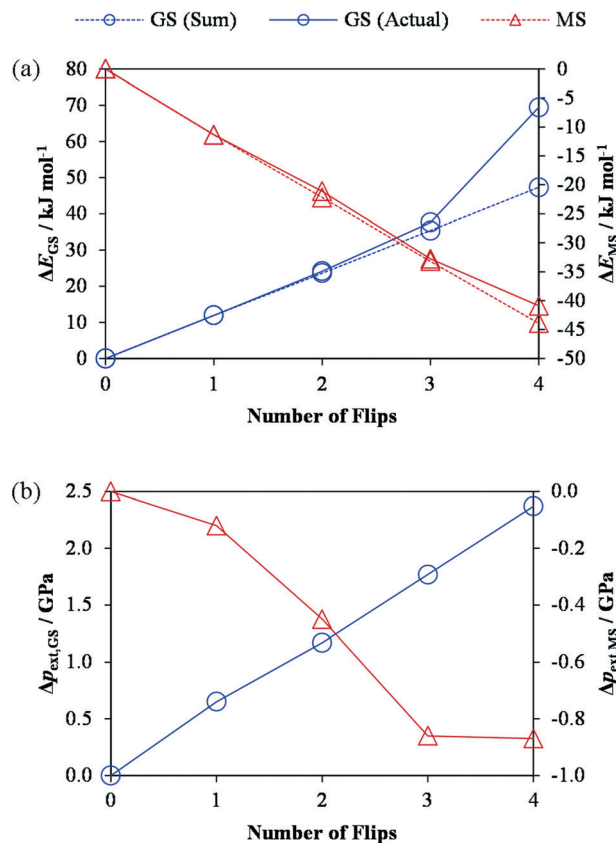 GS (Sum) GS (Actual) MS
(a)
80 0
70 -5
60 -10
50 -15
40 -20
30 -25
20 -30
10 -35
0 -40
-45
-50
ΔE_GS / kJ mol⁻¹
ΔE_MS / kJ mol⁻¹
0 1 2 3 4
Number of Flips
(b)
2.5 0.0
2.0 -0.2
1.5 -0.4
1.0 -0.6
0.5 -0.8
0.0 -1.0
Δp_ext,GS / GPa
Δp_ext,MS / GPa
0 1 2 3 4
Number of Flips